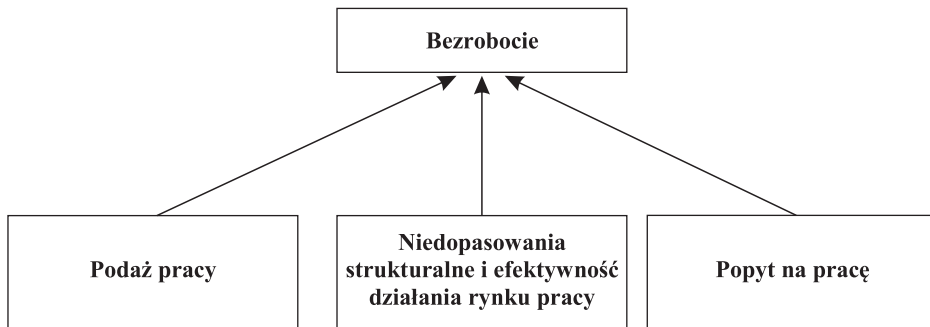 Bezrobocie
Podaż pracy
Niedopasowania
strukturalne i efektywność
działania rynku pracy
Popyt na pracę